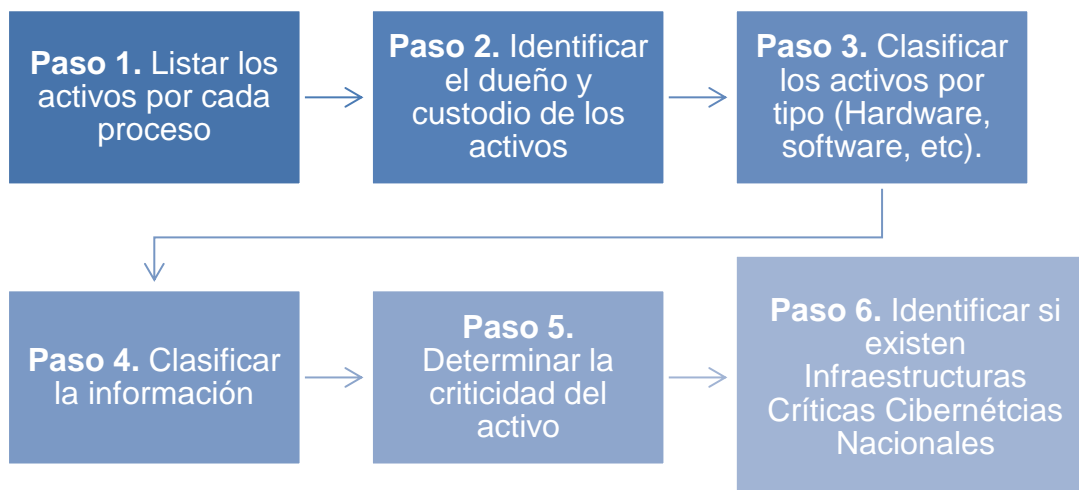 Paso 1. Listar los
activos por cada
proceso
Paso 2. Identificar
el dueño y
custodio de los
activos
Paso 3. Clasificar
los activos por
tipo (Hardware,
software, etc).
Paso 4. Clasificar
la información
Paso 5.
Determinar la
criticidad del
activo
Paso 6. Identificar si
existen
Infraestructuras
Críticas Cibernétcias
Nacionales